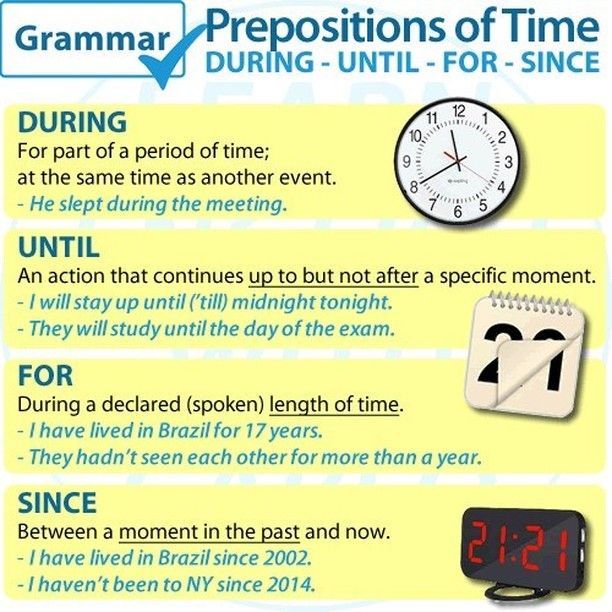 Grammar
Prepositions of Time
DURING - UNTIL - FOR - SINCE
DURING
For part of a period of time;
at the same time as another event.
- He slept during the meeting.
12
11 1
10 2
9 3
8 4
7 5
6
UNTIL
An action that continues up to but not after a specific moment.
- I will stay up until (’till) midnight tonight.
- They will study until the day of the exam.
FOR
During a declared (spoken) length of time.
- I have lived in Brazil for 17 years.
- They hadn’t seen each other for more than a year.
SINCE
Between a moment in the past and now.
- I have lived in Brazil since 2002.
- I haven’t been to NY since 2014.
21:21